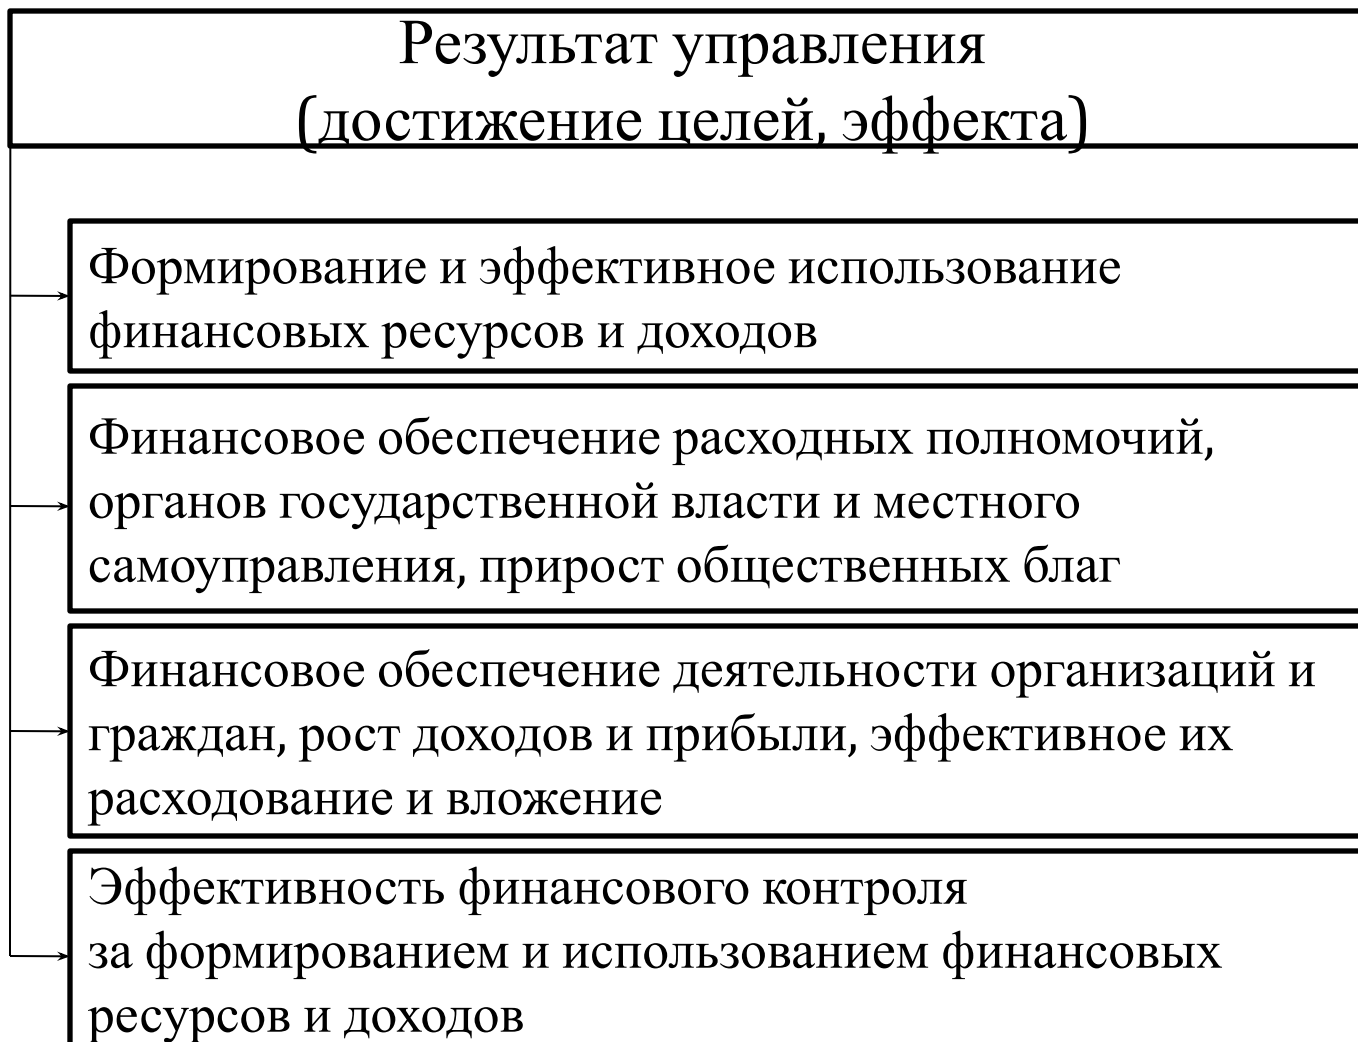 Результат управления
(достижение целей, эффекта)
Формирование и эффективное использование
финансовых ресурсов и доходов
Финансовое обеспечение расходных полномочий,
органов государственной власти и местного
самоуправления, прирост общественных благ
Финансовое обеспечение деятельности организаций и
граждан, рост доходов и прибыли, эффективное их
расходование и вложение
Эффективность финансового контроля
за формированием и использованием финансовых
ресурсов и доходов